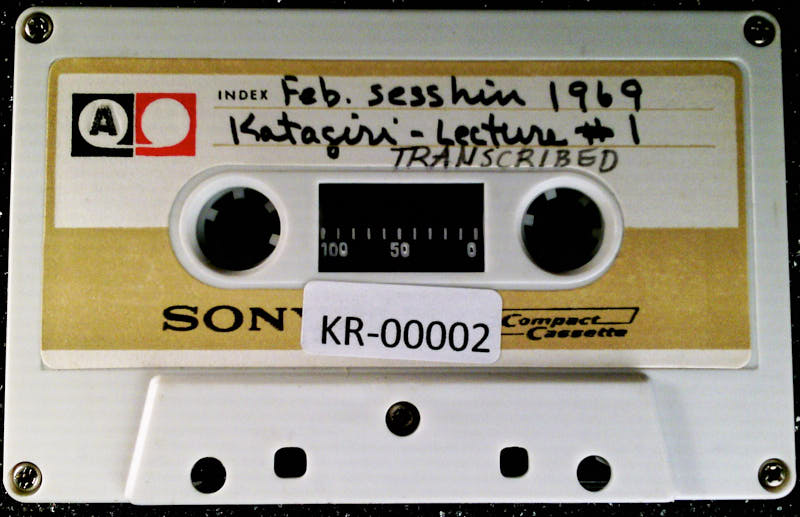 A
INDEX Feb. sesshin 1969
Katagiri - Lecture # 1
TRANSCRIBED
100 50 0
SONY
KR-00002
Compact
Cassette